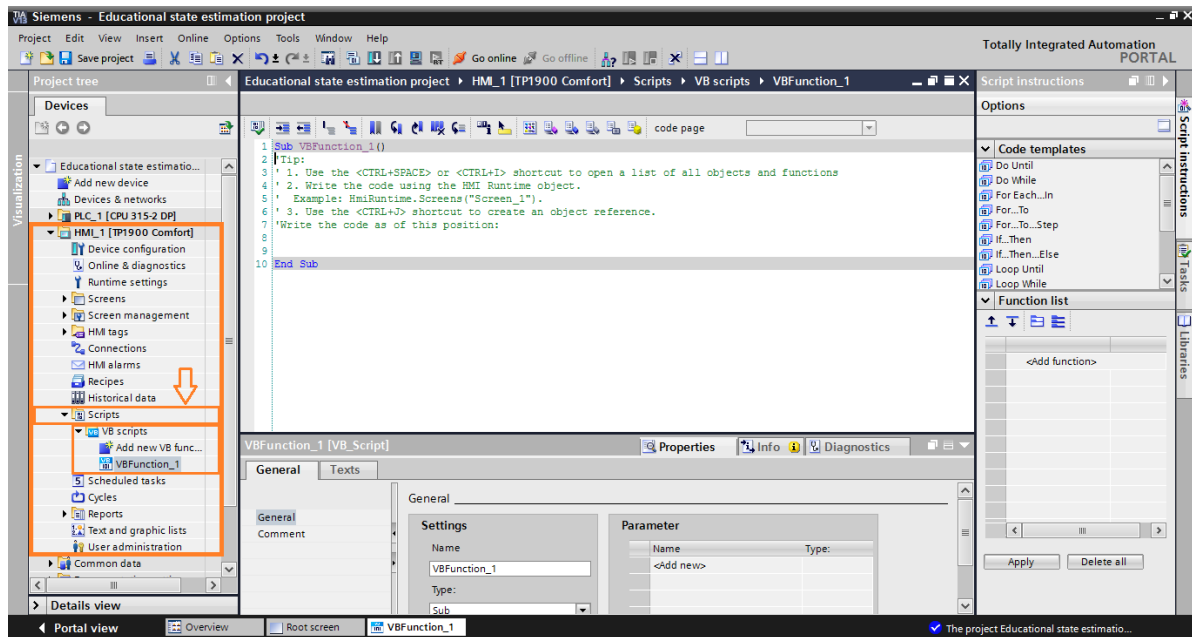 Siemens - Educational state estimation project
Project Edit View Insert Online Options Tools Window Help
Totally Integrated Automation
PORTAL
Save project Go online Go offline
Project tree
Educational state estimation project HMI_1 [TP1900 Comfort] Scripts VB scripts VBFunction_1
Script instructions
Devices
Options
code page
Visualization
Educational state estimatio...
Add new device
Devices & networks
PLC_1 [CPU 315-2 DP]
HMI_1 [TP1900 Comfort]
Device configuration
Online & diagnostics
Runtime settings
Screens
Screen management
HMI tags
Connections
HMI alarms
Recipes
Historical data
Scripts
VB scripts
Add new VB func...
VBFunction_1
Scheduled tasks
Cycles
Reports
Text and graphic lists
User administration
Common data
Details view
1 Sub VBFunction_1()
2 'Tip:
3 ' 1. Use the <CTRL+SPACE> or <CTRL+I> shortcut to open a list of all objects and functions
4 ' 2. Write the code using the HMI Runtime object.
5 '  Example: HmiRuntime.Screens("Screen_1").
6 ' 3. Use the <CTRL+J> shortcut to create an object reference.
7 'Write the code as of this position:
8
9
10 End Sub
VBFunction_1 [VB_Script]
Properties Info Diagnostics
General Texts
General
Comment
General
Settings
Name
VBFunction_1
Type:
Sub
Parameter
Name Type:
<Add new>
Code templates
Do Until
Do While
For Each...In
For...To
For...To...Step
If...Then
If...Then...Else
Loop Until
Loop While
Function list
<Add function>
Apply Delete all
Script instructions
Tasks
Libraries
Portal view Overview Root screen VBFunction_1
The project Educational state estimatio...